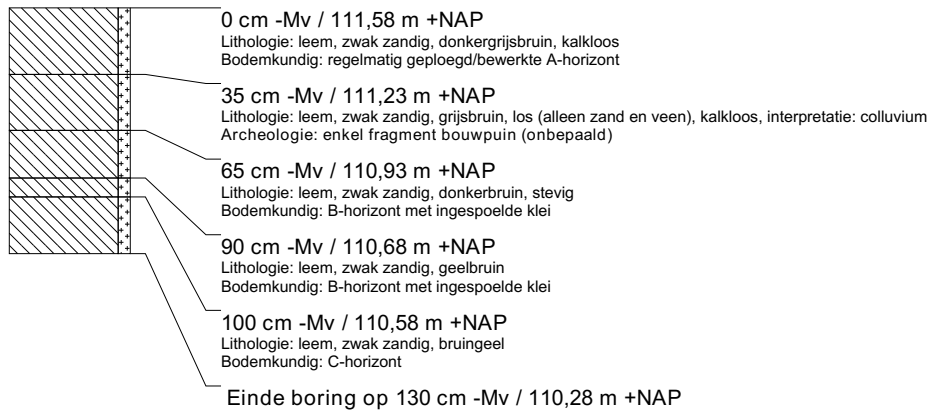 0 cm -Mv / 111,58 m +NAP
Lithologie: leem, zwak zandig, donkergrijsbruin, kalkloos
Bodemkundig: regelmatig geploegd/bewerkte A-horizont
35 cm -Mv / 111,23 m +NAP
Lithologie: leem, zwak zandig, grijsbruin, los (alleen zand en veen), kalkloos, interpretatie: colluvium
Archeologie: enkel fragment bouwpuin (onbepaald)
65 cm -Mv / 110,93 m +NAP
Lithologie: leem, zwak zandig, donkerbruin, stevig
Bodemkundig: B-horizont met ingespoelde klei
90 cm -Mv / 110,68 m +NAP
Lithologie: leem, zwak zandig, geelbruin
Bodemkundig: B-horizont met ingespoelde klei
100 cm -Mv / 110,58 m +NAP
Lithologie: leem, zwak zandig, bruingeel
Bodemkundig: C-horizont
Einde boring op 130 cm -Mv / 110,28 m +NAP